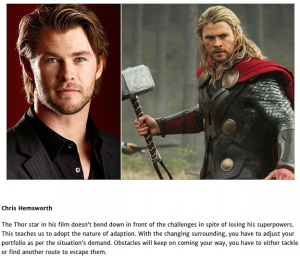 Chris Hemsworth
The Thor star in his film doesn't bend down in front of the challenges in spite of losing his superpowers.
This teaches us to adopt the nature of adaption. With the changing surrounding, you have to adjust your
portfolio as per the situation's demand. Obstacles will keep on coming your way, you have to either tackle
or find another route to escape them.